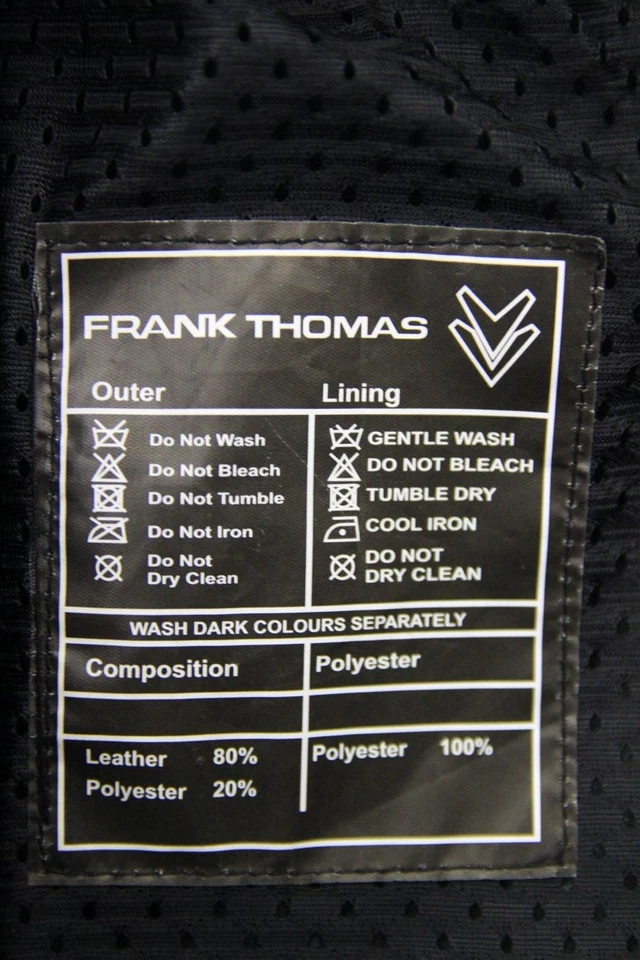 FRANK THOMAS
Outer
Do Not Wash
Do Not Bleach
Do Not Tumble
Do Not Iron
Do Not
Dry Clean
Lining
GENTLE WASH
DO NOT BLEACH
TUMBLE DRY
COOL IRON
DO NOT
DRY CLEAN
WASH DARK COLOURS SEPARATELY
Composition
Polyester
Leather 80%
Polyester 20%
Polyester 100%